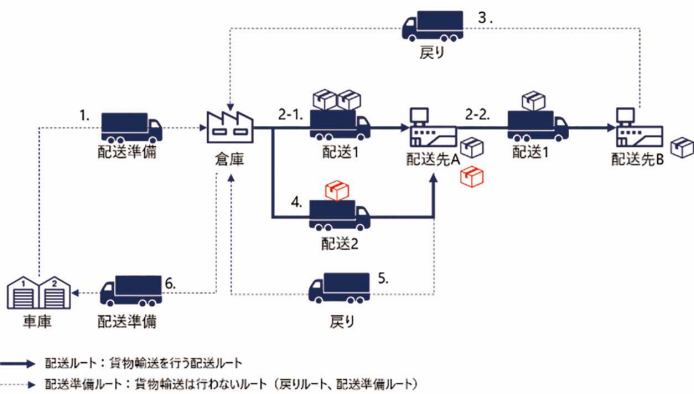 3.
戻り
1.
配送準備
倉庫
2-1.
配送1
配送先A
2-2.
配送1
配送先B
4.
配送2
5.
戻り
6.
配送準備
1 2
車庫
配送ルート：貨物輸送を行う配送ルート
配送準備ルート：貨物輸送は行わないルート（戻りルート、配送準備ルート）